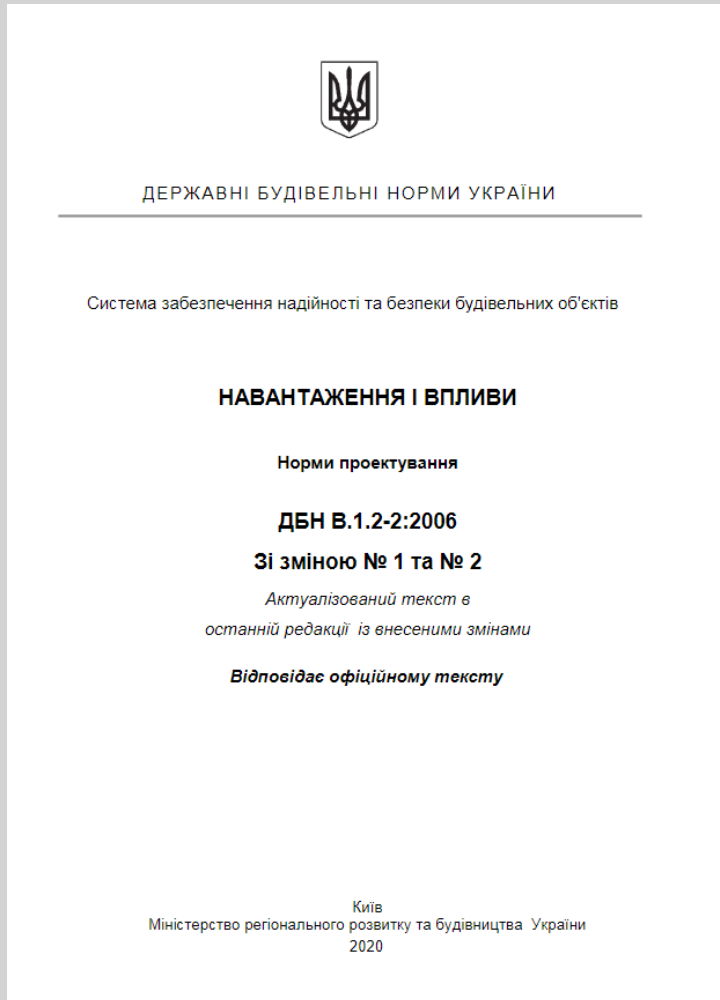 ДЕРЖАВНІ БУДІВЕЛЬНІ НОРМИ УКРАЇНИ
Система забезпечення надійності та безпеки будівельних об'єктів
НАВАНТАЖЕННЯ І ВПЛИВИ
Норми проектування
ДБН В.1.2-2:2006
Зі зміною № 1 та № 2
Актуалізований текст в
останній редакції із внесеними змінами
Відповідає офіційному тексту
Київ
Міністерство регіонального розвитку та будівництва України
2020